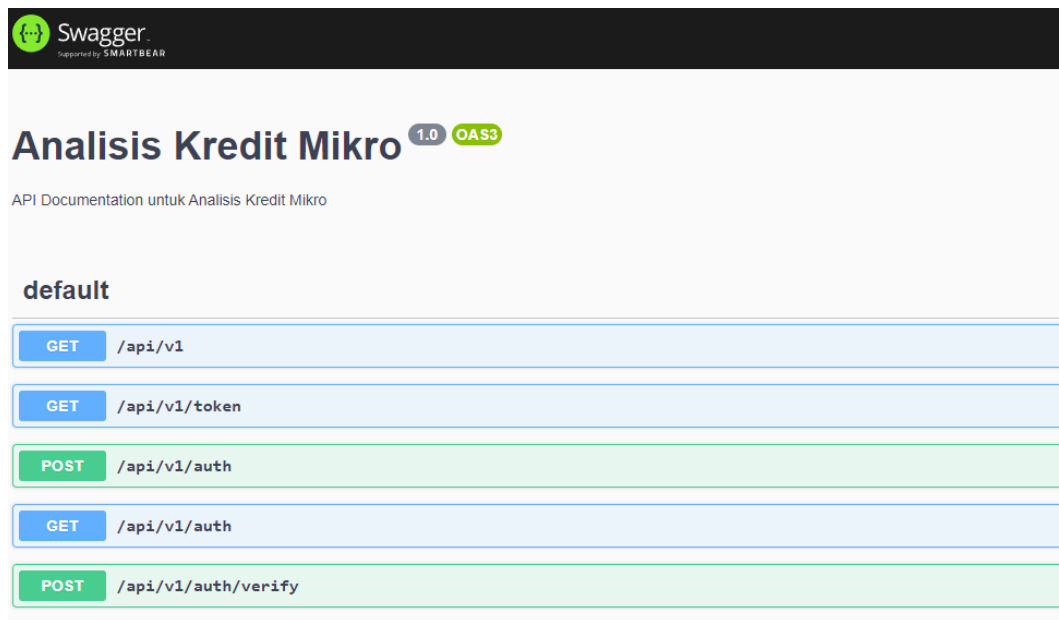 {···} Swagger.
Supported by SMARTBEAR
Analisis Kredit Mikro 1.0 OAS3
API Documentation untuk Analisis Kredit Mikro
default
GET /api/v1
GET /api/v1/token
POST /api/v1/auth
GET /api/v1/auth
POST /api/v1/auth/verify